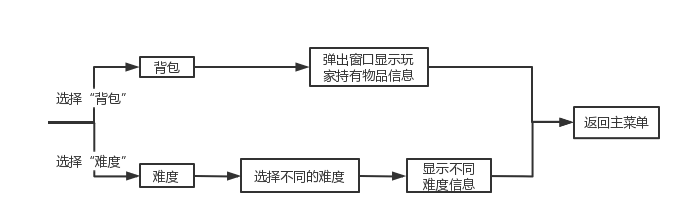 背包
弹出窗口显示玩
家持有物品信息
选择“背包”
返回主菜单
选择“难度”
难度
选择不同的难度
显示不同
难度信息